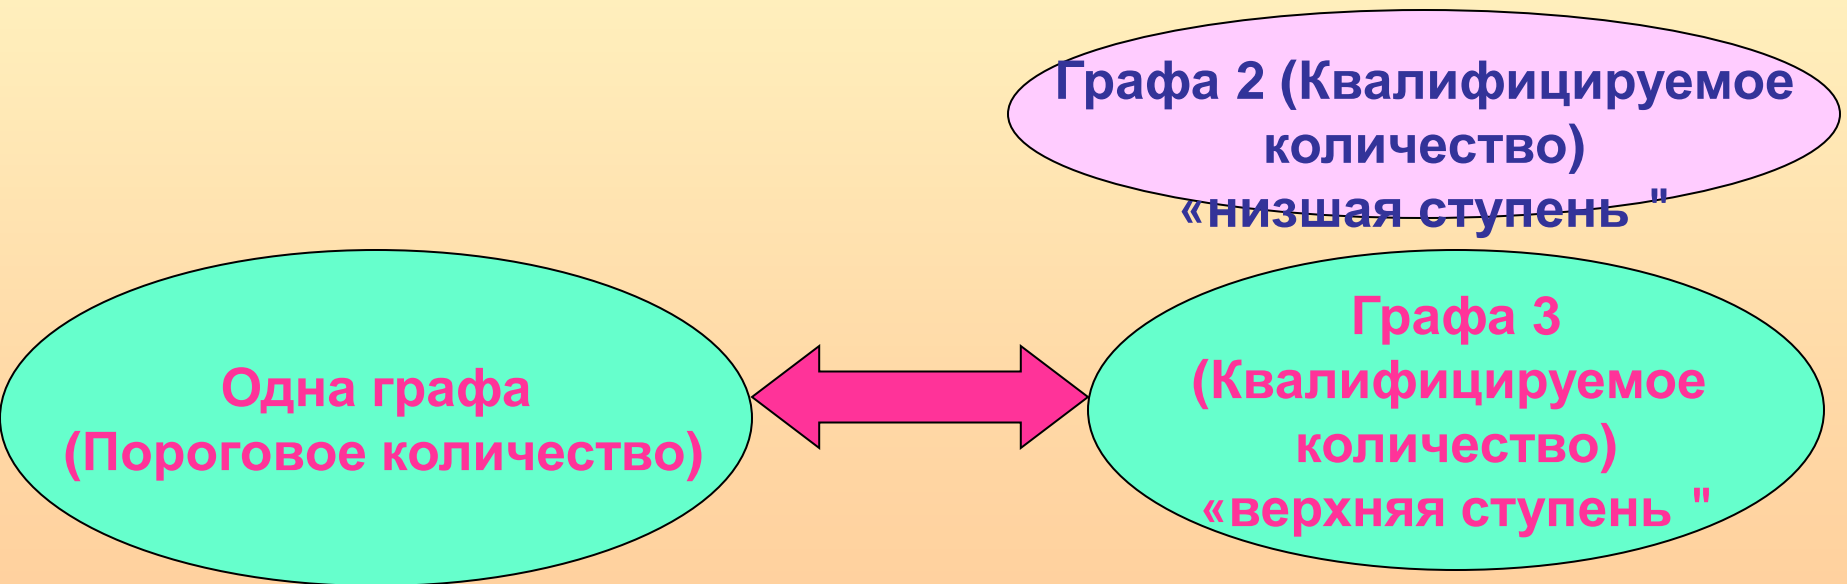 Графа 2 (Квалифицируемое
количество)
«низшая ступень "
Одна графа
(Пороговое количество)
Графа 3
(Квалифицируемое
количество)
«верхняя ступень "